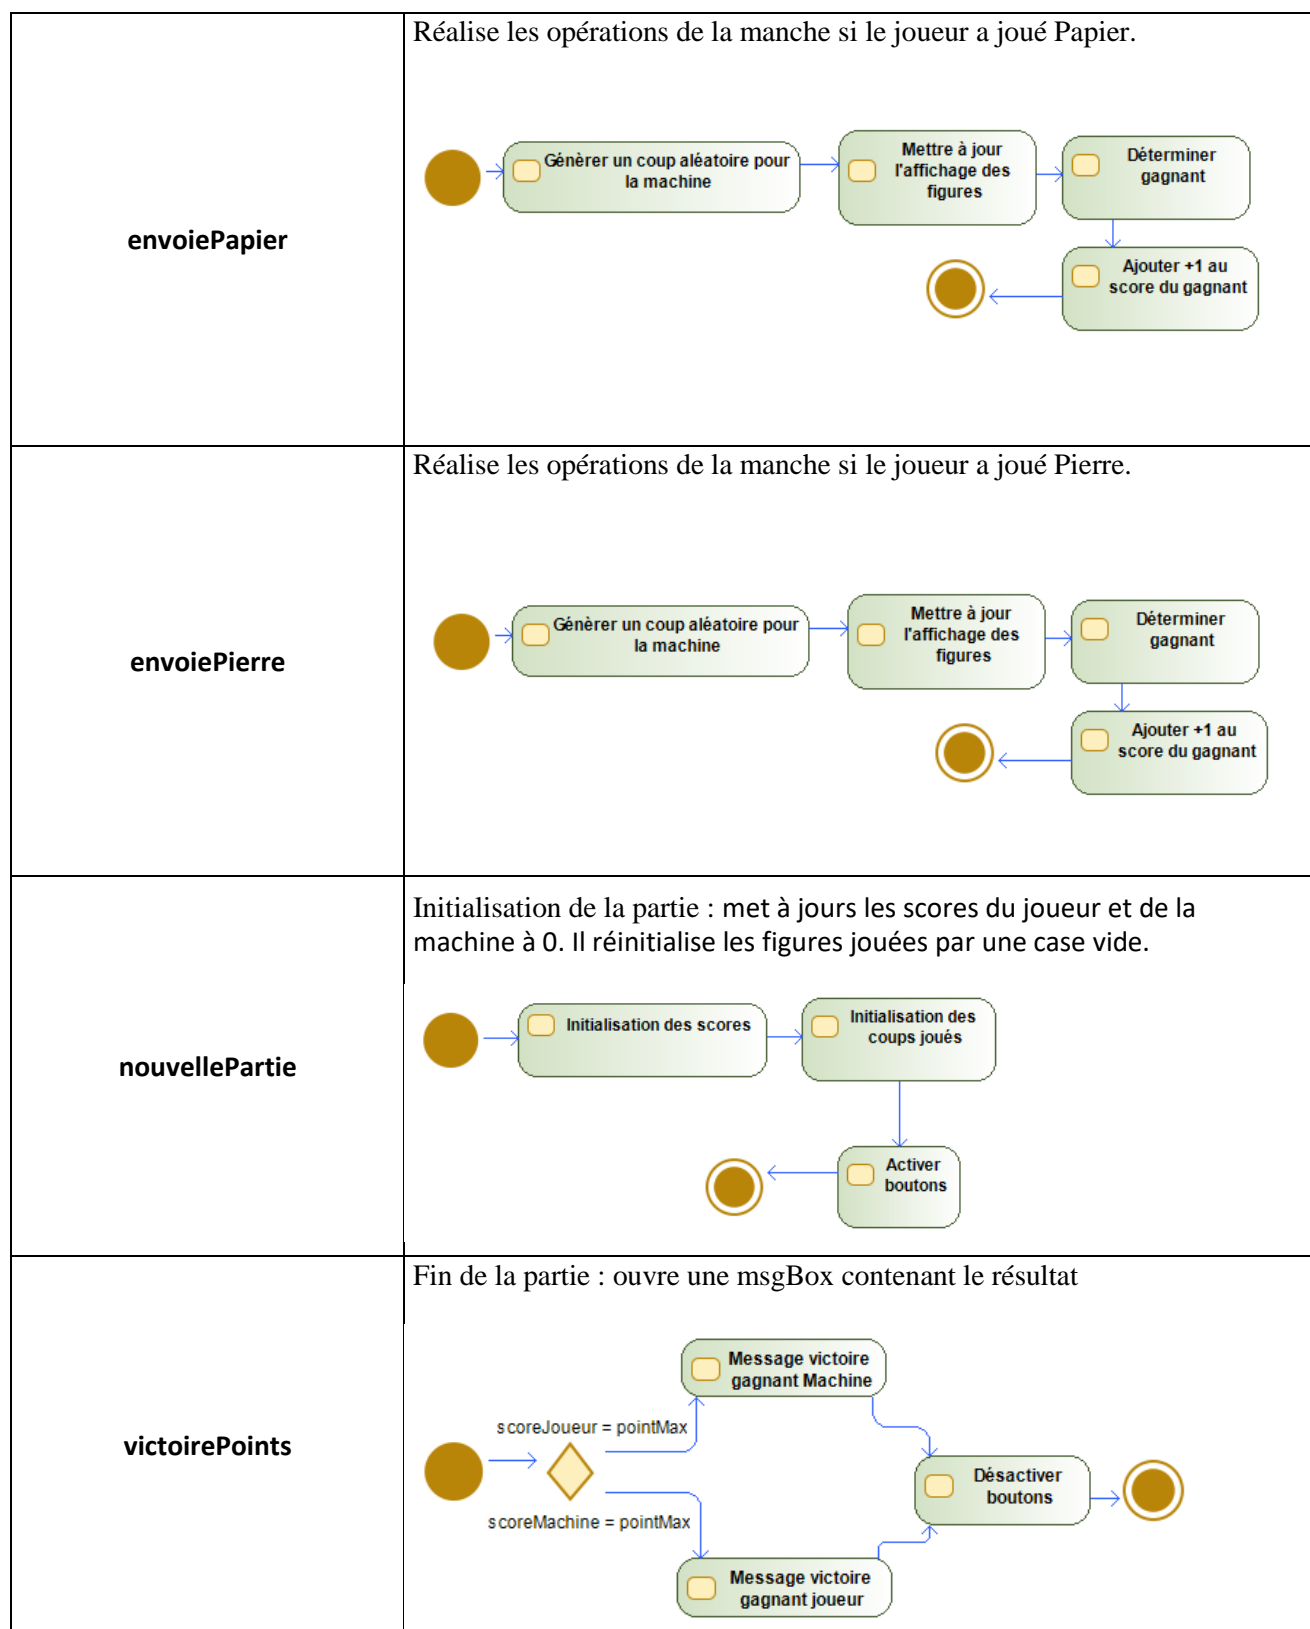 Réalise les opérations de la manche si le joueur a joué Papier.
envoiePapier
Génèrer un coup aléatoire pour
la machine
Mettre à jour
l'affichage des
figures
Déterminer
gagnant
Ajouter +1 au
score du gagnant
Réalise les opérations de la manche si le joueur a joué Pierre.
envoiePierre
Génèrer un coup aléatoire pour
la machine
Mettre à jour
l'affichage des
figures
Déterminer
gagnant
Ajouter +1 au
score du gagnant
Initialisation de la partie : met à jours les scores du joueur et de la
machine à 0. Il réinitialise les figures jouées par une case vide.
nouvellePartie
Initialisation des scores
Initialisation des
coups joués
Activer
boutons
Fin de la partie : ouvre une msgBox contenant le résultat
victoirePoints
scoreJoueur = pointMax
scoreMachine = pointMax
Message victoire
gagnant Machine
Message victoire
gagnant joueur
Désactiver
boutons